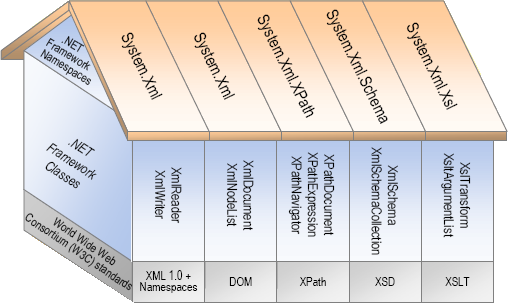 .NET
Framework
Namespaces
System.Xml
System.Xml
System.Xml.XPath
System.Xml.Schema
System.Xml.Xsl
.NET
Framework
Classes
XmlReader
XmlWriter
XmlDocument
XmlNodeList
XPathDocument
XPathExpression
XPathNavigator
XmlSchema
XmlSchemaCollection
XslTransform
XsltArgumentList
World Wide Web
Consortium (W3C) standards
XML 1.0 +
Namespaces
DOM
XPath
XSD
XSLT